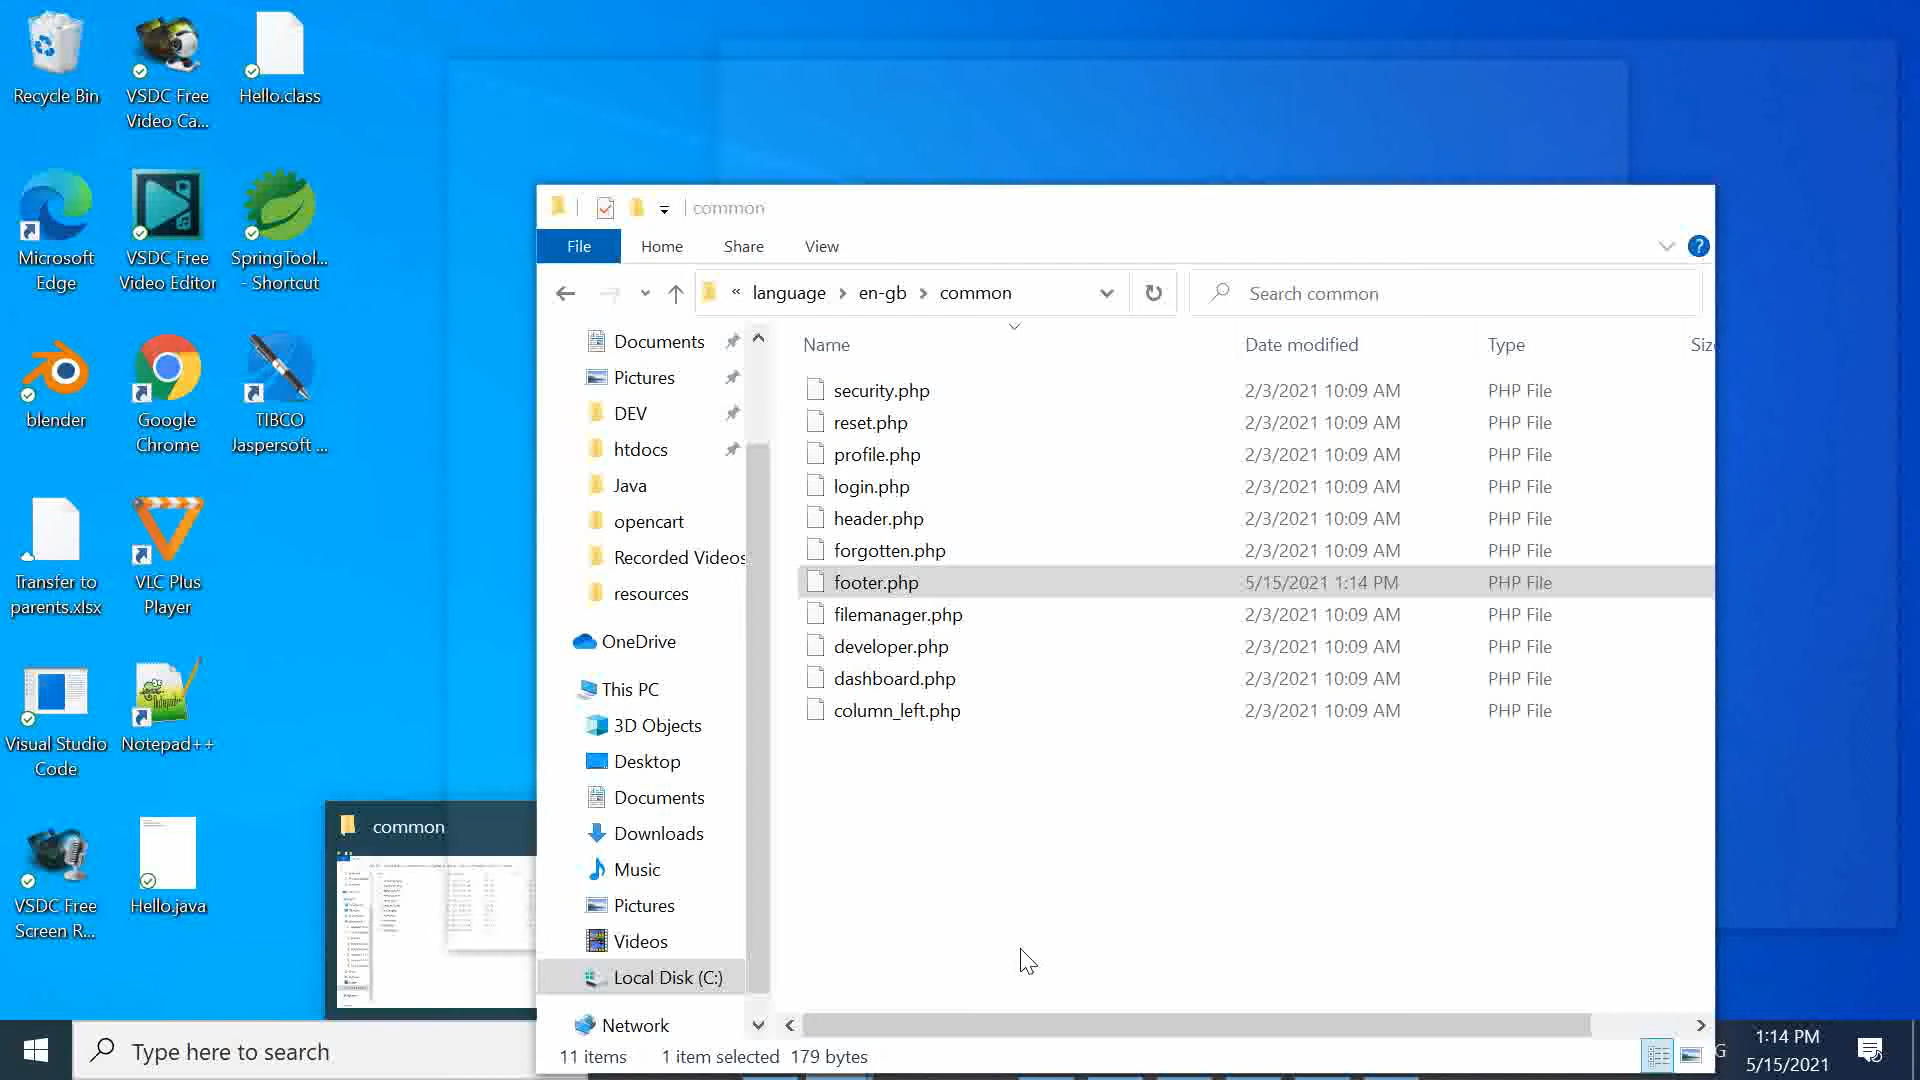 Recycle Bin
VSDC Free
Video Ca...
Hello.class
Microsoft
Edge
VSDC Free
Video Editor
SpringTool...
- Shortcut
blender
Google
Chrome
TIBCO
Jaspersoft ...
Transfer to
parents.xlsx
VLC Plus
Player
Visual Studio
Code
Notepad++
VSDC Free
Screen R...
Hello.java
common
common
File
Home
Share
View
« language > en-gb > common
Search common
Documents
Pictures
DEV
htdocs
Java
opencart
Recorded Videos
resources
OneDrive
This PC
3D Objects
Desktop
Documents
Downloads
Music
Pictures
Videos
Local Disk (C:)
Network
Name Date modified Type Siz
security.php 2/3/2021 10:09 AM PHP File
reset.php 2/3/2021 10:09 AM PHP File
profile.php 2/3/2021 10:09 AM PHP File
login.php 2/3/2021 10:09 AM PHP File
header.php 2/3/2021 10:09 AM PHP File
forgotten.php 2/3/2021 10:09 AM PHP File
footer.php 5/15/2021 1:14 PM PHP File
filemanager.php 2/3/2021 10:09 AM PHP File
developer.php 2/3/2021 10:09 AM PHP File
dashboard.php 2/3/2021 10:09 AM PHP File
column_left.php 2/3/2021 10:09 AM PHP File
11 items 1 item selected 179 bytes
Type here to search
G
1:14 PM
5/15/2021